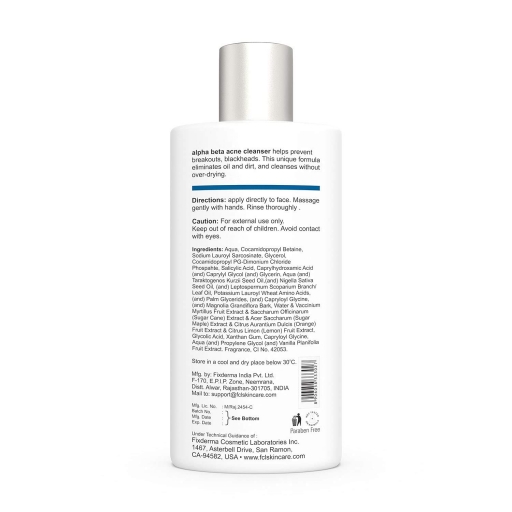 alpha beta acne cleanser helps prevent
breakouts, blackheads. This unique formula
eliminates oil and dirt, and cleanses without
over-drying.
Directions: apply directly to face. Massage
gently with hands. Rinse thoroughly .
Caution: For external use only.
Keep out of reach of children. Avoid contact
with eyes.
Ingredients: Aqua, Cocamidopropyl Betaine,
Sodium Lauroyl Sarcosinate, Glycerol,
Cocamidopropyl PG-Dimonium Chloride
Phospahte, Salicylic Acid, Caprylhydroxamic Acid
(and) Caprylyl Glycol (and) Glycerin, Aqua (and)
Taraktogenos Kurzii Seed Oil,(and) Nigella Sativa
Seed Oil, (and) Leptospermum Scoparium Branch/
Leaf Oil, Potassium Lauroyl Wheat Amino Acids,
(and) Palm Glycerides, (and) Capryloyl Glycine,
(and) Magnolia Grandiflora Bark, Water & Vaccinium
Myrtillus Fruit Extract & Saccharum Officinarum
(Sugar Cane) Extract & Acer Saccharum (Sugar
Maple) Extract & Citrus Aurantium Dulcis (Orange)
Fruit Extract & Citrus Limon (Lemon) Fruit Extract,
Glycolic Acid, Xanthan Gum, Capryloyl Glycine,
Aqua (and) Propylene Glycol (and) Vanilla Planifolia
Fruit Extract. Fragrance, CI No. 42053.
Store in a cool and dry place below 30°C.
Mfg. by: Fixderma India Pvt. Ltd.
F-170, E.P.I.P. Zone, Neemrana,
Distt. Alwar, Rajasthan-301705, INDIA
Mail to: support@fclskincare.com
Mfg. Lic. No. : M/Raj 2454-C
Batch No.
Mfg. Date : See Bottom
Exp. Date
Paraben Free
Under Technical Guidance of :
Fixderma Cosmetic Laboratories Inc.
1467, Asterbell Drive, San Ramon,
CA-94582, USA • www.fclskincare.com